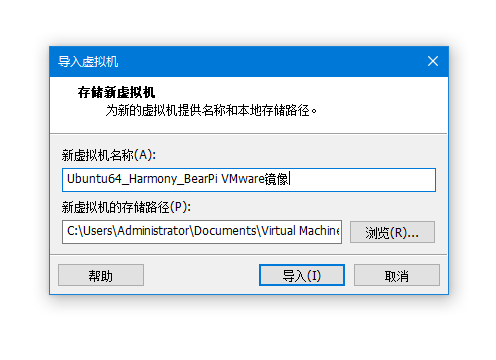 导入虚拟机
存储新虚拟机
为新的虚拟机提供名称和本地存储路径。
新虚拟机名称(A):
Ubuntu64_Harmony_BearPi VMware镜像
新虚拟机的存储路径(P):
C:\Users\Administrator\Documents\Virtual Machine
浏览(R)...
帮助
导入(I)
取消